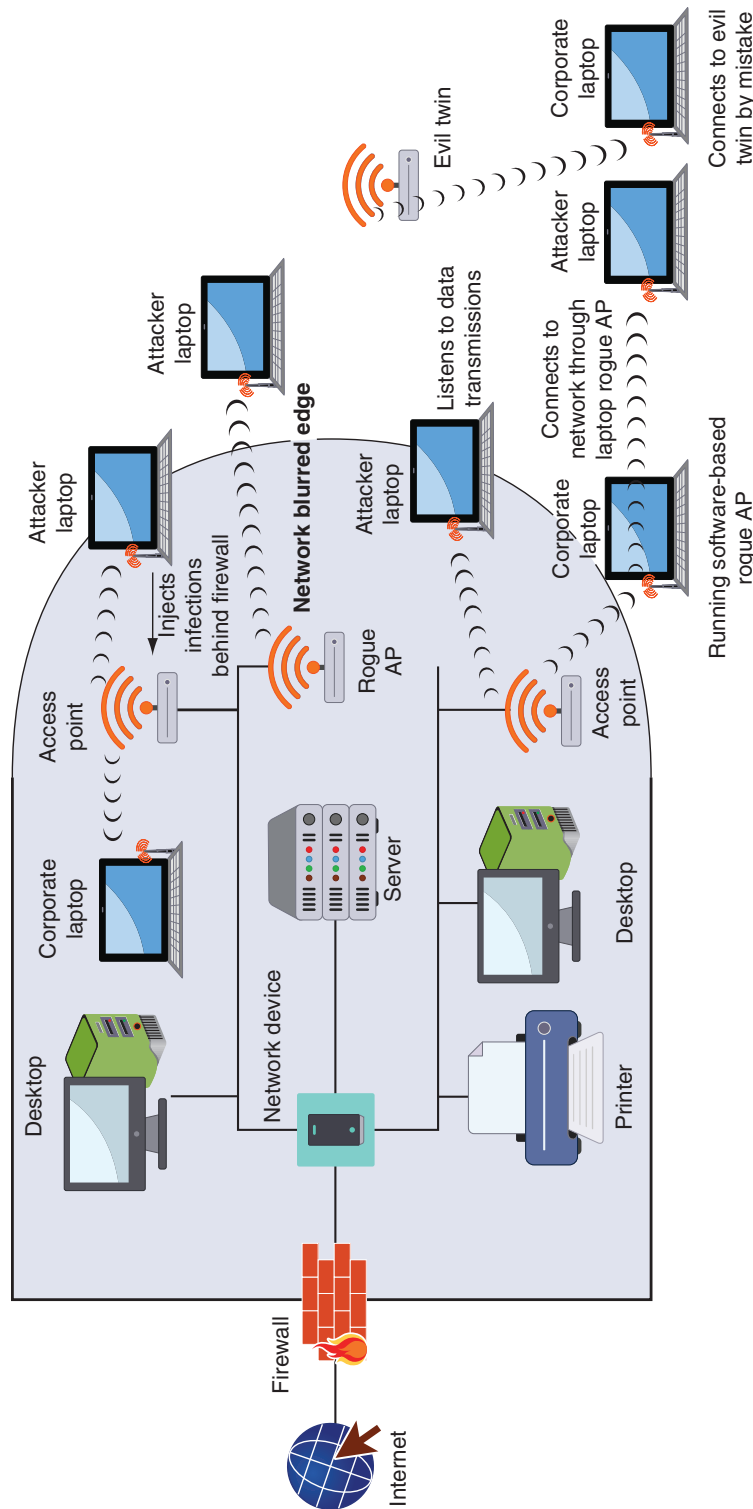 Internet
Firewall
Desktop
Network device
Printer
Corporate
laptop
Server
Desktop
Access
point
Rogue
AP
Access
point
Injects
infections
behind firewall
Network blurred edge
Attacker
laptop
Attacker
laptop
Attacker
laptop
Listens to data
transmissions
Corporate
laptop
Running software-based
rogue AP
Connects to
network through
laptop rogue AP
Evil twin
Attacker
laptop
Corporate
laptop
Connects to evil
twin by mistake